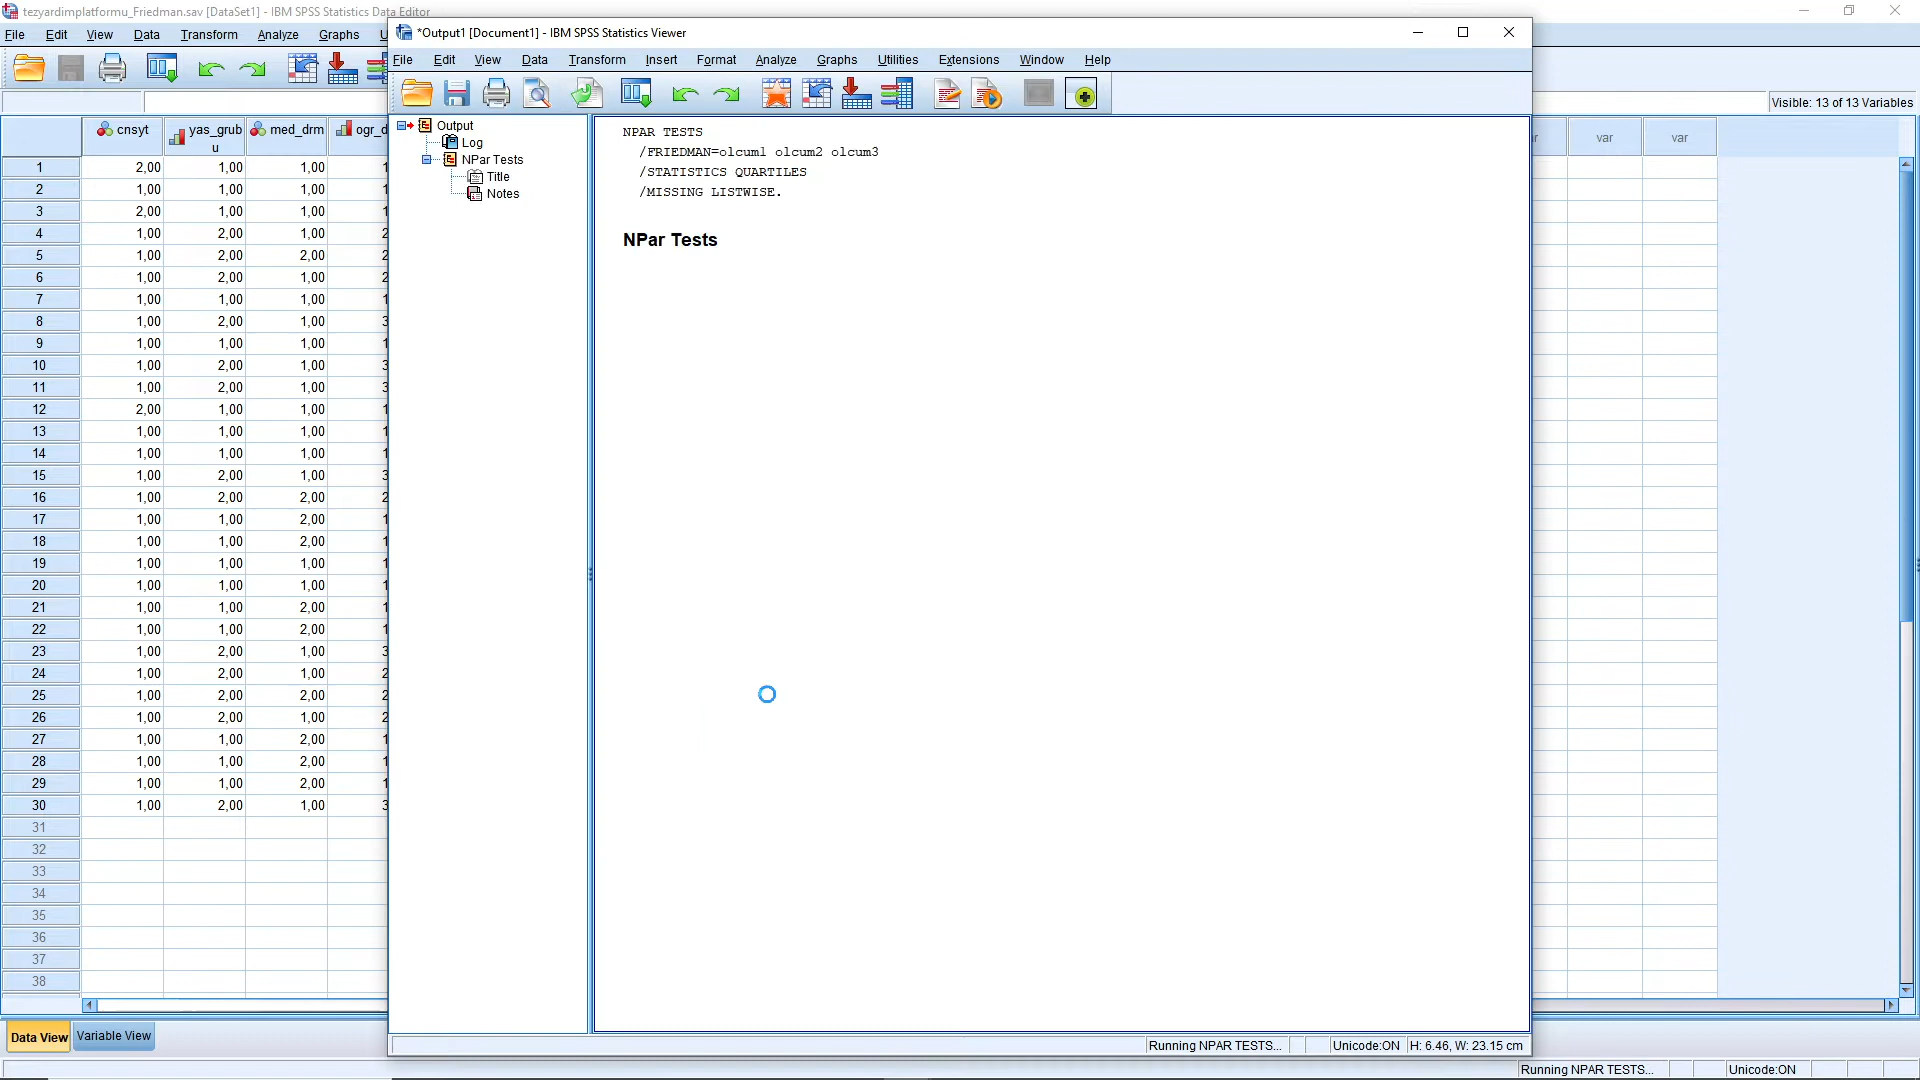 tezyardimplatformu_Friedman.sav [DataSet1] - IBM SPSS Statistics Data Editor
File Edit View Data Transform Analyze Graphs
Visible: 13 of 13 Variables
cnsyt yas_grub u med_drm var var
1 2,00 1,00 1,00
2 1,00 1,00 1,00
3 2,00 1,00 1,00
4 1,00 2,00 1,00
5 1,00 2,00 2,00
6 1,00 2,00 1,00
7 1,00 1,00 1,00
8 1,00 2,00 1,00
9 1,00 1,00 1,00
10 1,00 2,00 1,00
11 1,00 2,00 1,00
12 2,00 1,00 1,00
13 1,00 1,00 1,00
14 1,00 1,00 1,00
15 1,00 2,00 1,00
16 1,00 2,00 2,00
17 1,00 1,00 2,00
18 1,00 1,00 2,00
19 1,00 1,00 1,00
20 1,00 1,00 1,00
21 1,00 1,00 2,00
22 1,00 1,00 2,00
23 1,00 2,00 1,00
24 1,00 2,00 1,00
25 1,00 2,00 2,00
26 1,00 2,00 1,00
27 1,00 1,00 2,00
28 1,00 1,00 2,00
29 1,00 1,00 2,00
30 1,00 2,00 1,00
31
32
33
34
35
36
37
38
Data View Variable View
Running NPAR TESTS... Unicode:ON
*Output1 [Document1] - IBM SPSS Statistics Viewer
File Edit View Data Transform Insert Format Analyze Graphs Utilities Extensions Window Help
Output
Log
NPar Tests
Title
Notes
NPAR TESTS
/FRIEDMAN=olcum1 olcum2 olcum3
/STATISTICS QUARTILES
/MISSING LISTWISE.
NPar Tests
Running NPAR TESTS... Unicode:ON H: 6.46, W: 23.15 cm